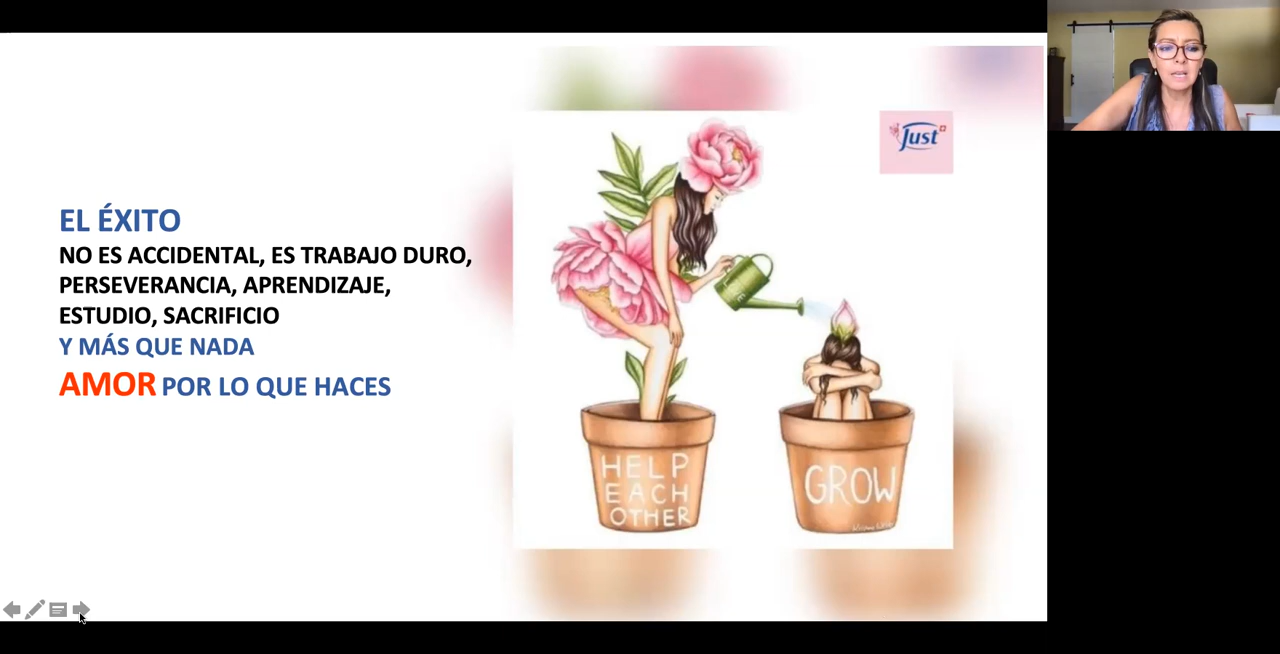 EL ÉXITO
NO ES ACCIDENTAL, ES TRABAJO DURO,
PERSEVERANCIA, APRENDIZAJE,
ESTUDIO, SACRIFICIO
Y MÁS QUE NADA
AMOR POR LO QUE HACES
Just
HELP
EACH
OTHER
GROW